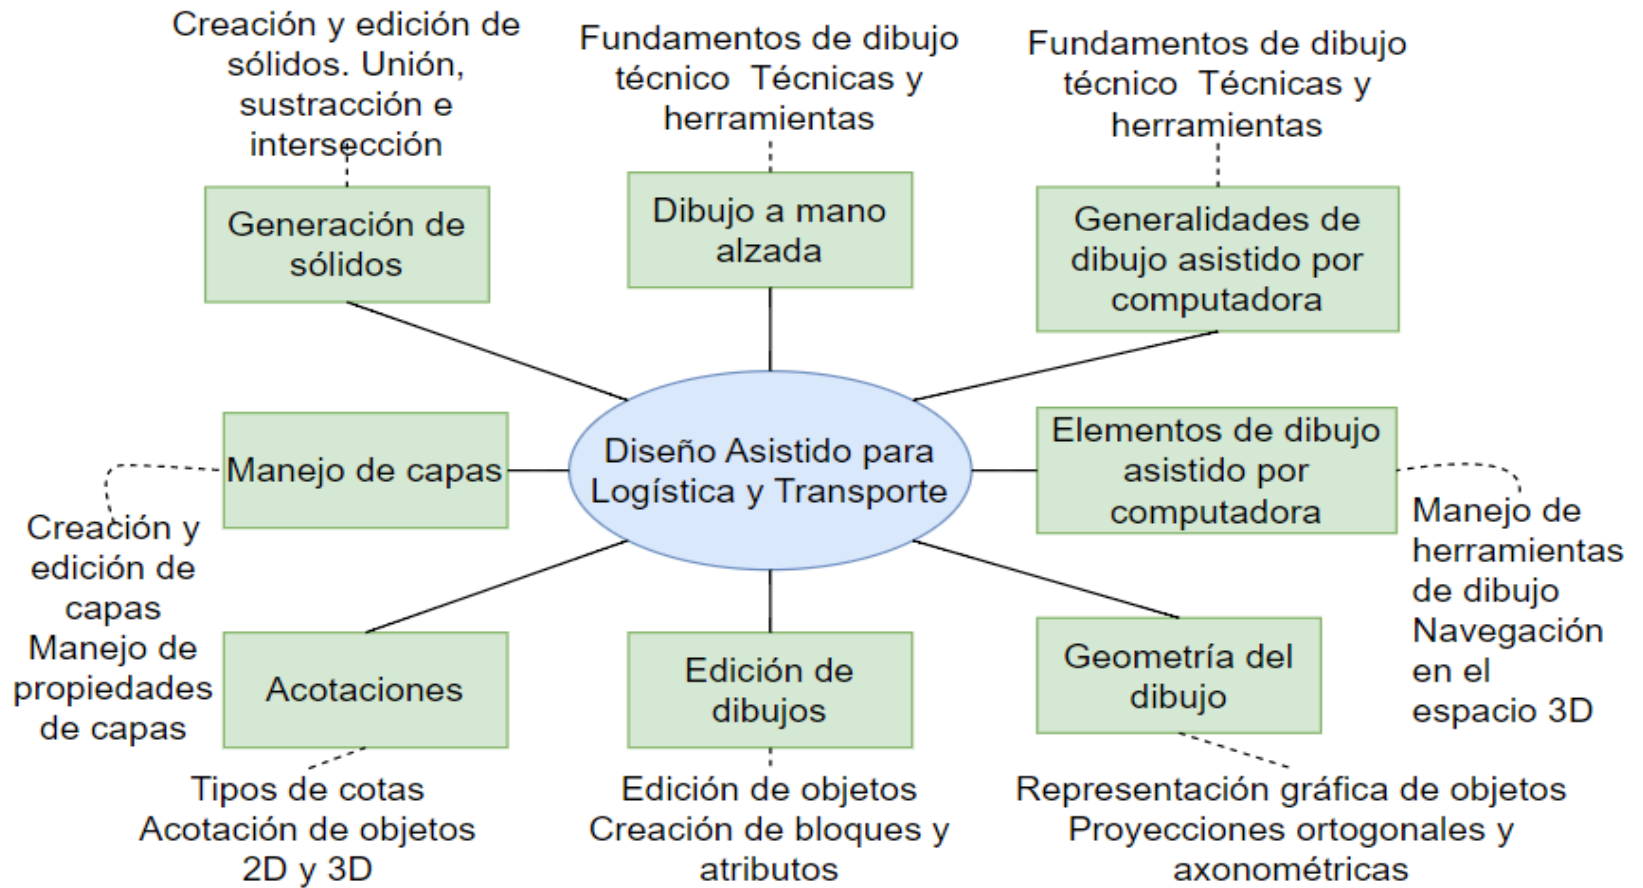 Creación y edición de
sólidos. Unión,
sustracción e
intersección
Fundamentos de dibujo
técnico  Técnicas y
herramientas
Fundamentos de dibujo
técnico  Técnicas y
herramientas
Generación de
sólidos
Dibujo a mano
alzada
Generalidades de
dibujo asistido por
computadora
Manejo de capas
Diseño Asistido para
Logística y Transporte
Elementos de dibujo
asistido por
computadora
Creación y
edición de
capas
Manejo de
propiedades
de capas
Manejo de
herramientas
de dibujo
Navegación
en el
espacio 3D
Acotaciones
Edición de
dibujos
Geometría del
dibujo
Tipos de cotas
Acotación de objetos
2D y 3D
Edición de objetos
Creación de bloques y
atributos
Representación gráfica de objetos
Proyecciones ortogonales y
axonométricas